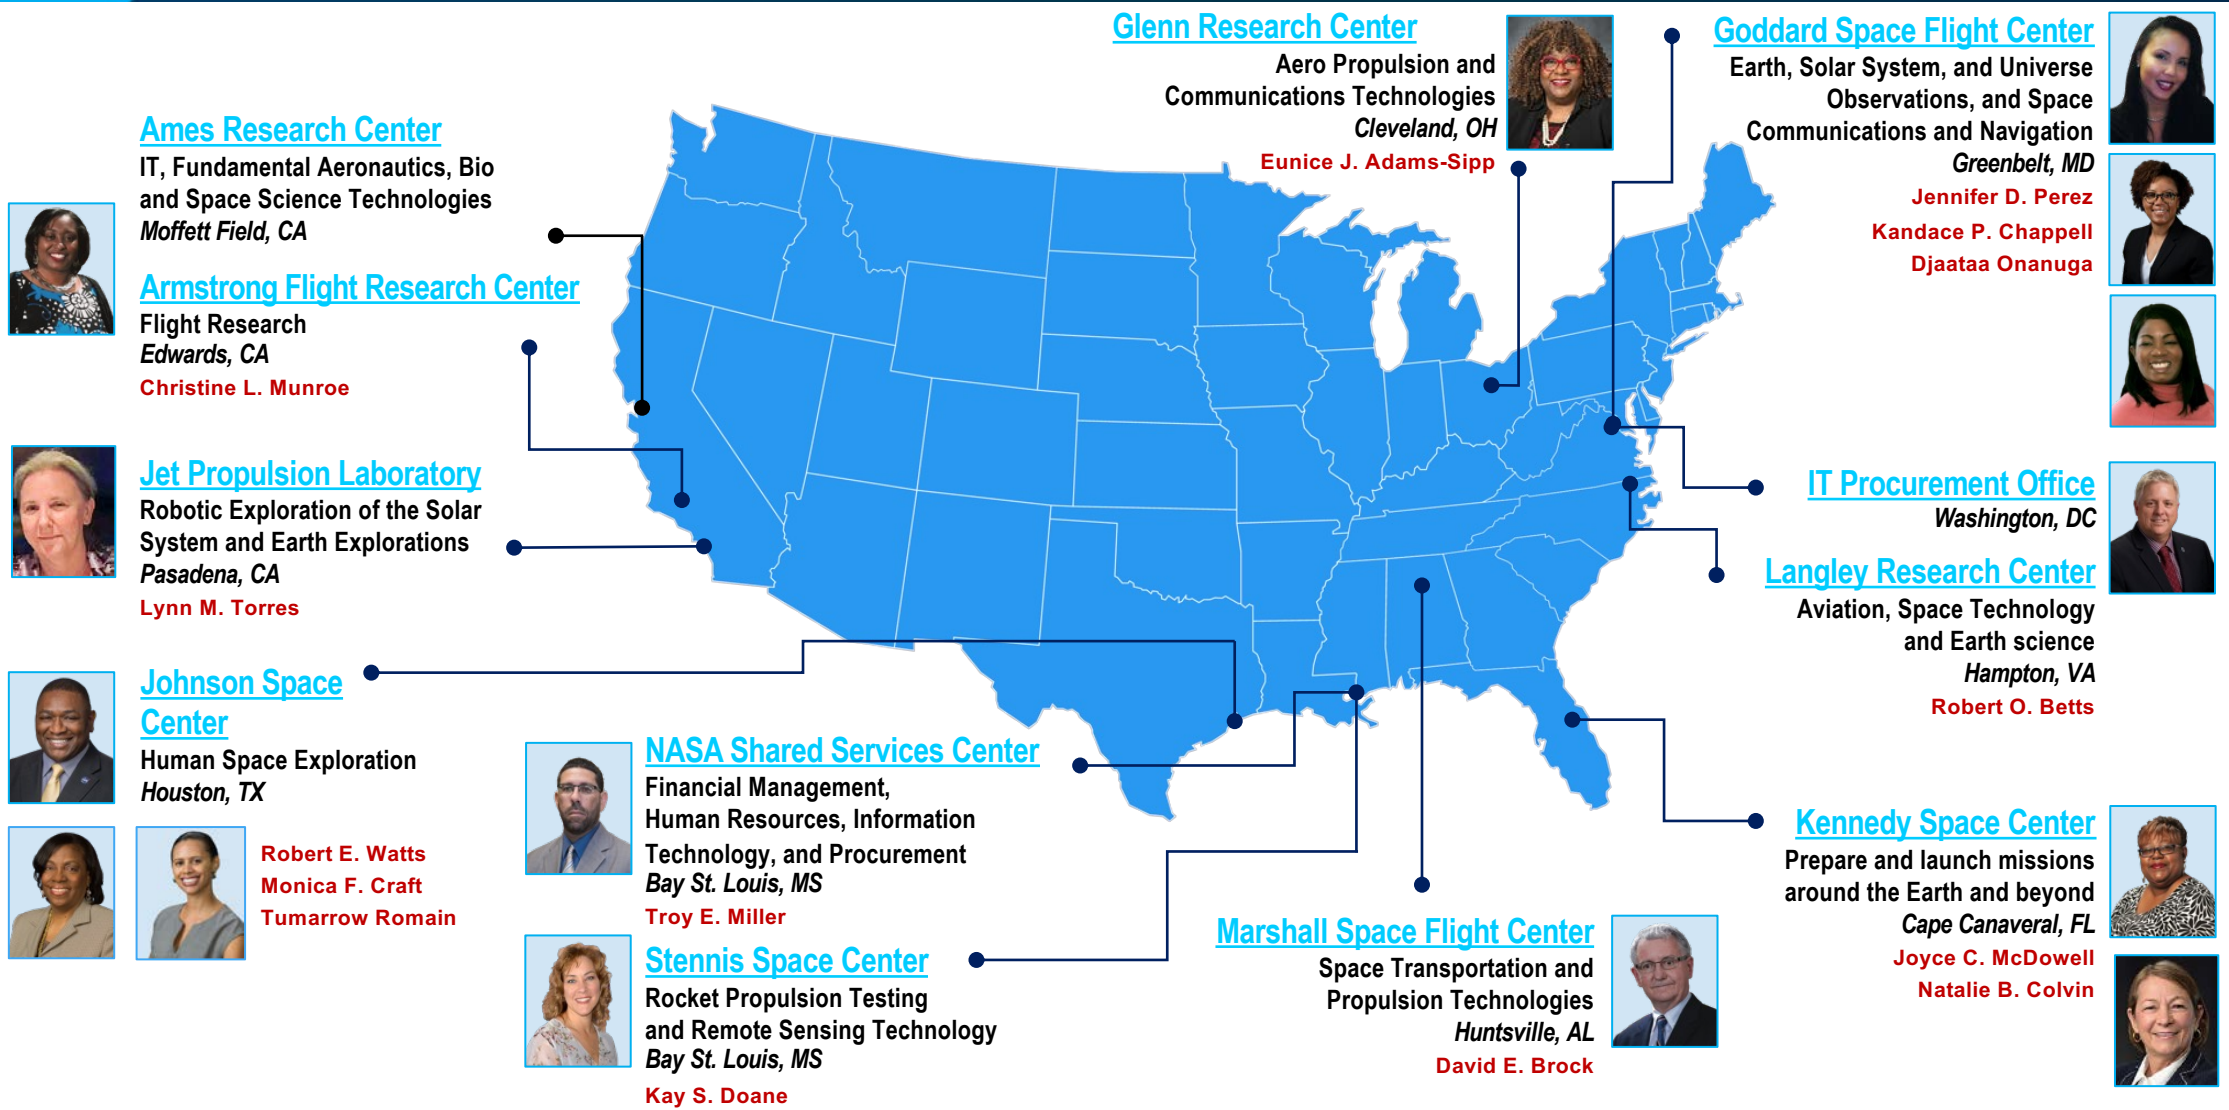 Ames Research Center
IT, Fundamental Aeronautics, Bio
and Space Science Technologies
Moffett Field, CA
Armstrong Flight Research Center
Flight Research
Edwards, CA
Christine L. Munroe
Jet Propulsion Laboratory
Robotic Exploration of the Solar
System and Earth Explorations
Pasadena, CA
Lynn M. Torres
Johnson Space
Center
Human Space Exploration
Houston, TX
Robert E. Watts
Monica F. Craft
Tumarrow Romain
NASA Shared Services Center
Financial Management,
Human Resources, Information
Technology, and Procurement
Bay St. Louis, MS
Troy E. Miller
Stennis Space Center
Rocket Propulsion Testing
and Remote Sensing Technology
Bay St. Louis, MS
Kay S. Doane
Glenn Research Center
Aero Propulsion and
Communications Technologies
Cleveland, OH
Eunice J. Adams-Sipp
Goddard Space Flight Center
Earth, Solar System, and Universe
Observations, and Space
Communications and Navigation
Greenbelt, MD
Jennifer D. Perez
Kandace P. Chappell
Djaataa Onanuga
IT Procurement Office
Washington, DC
Langley Research Center
Aviation, Space Technology
and Earth science
Hampton, VA
Robert O. Betts
Kennedy Space Center
Prepare and launch missions
around the Earth and beyond
Cape Canaveral, FL
Joyce C. McDowell
Natalie B. Colvin
Marshall Space Flight Center
Space Transportation and
Propulsion Technologies
Huntsville, AL
David E. Brock